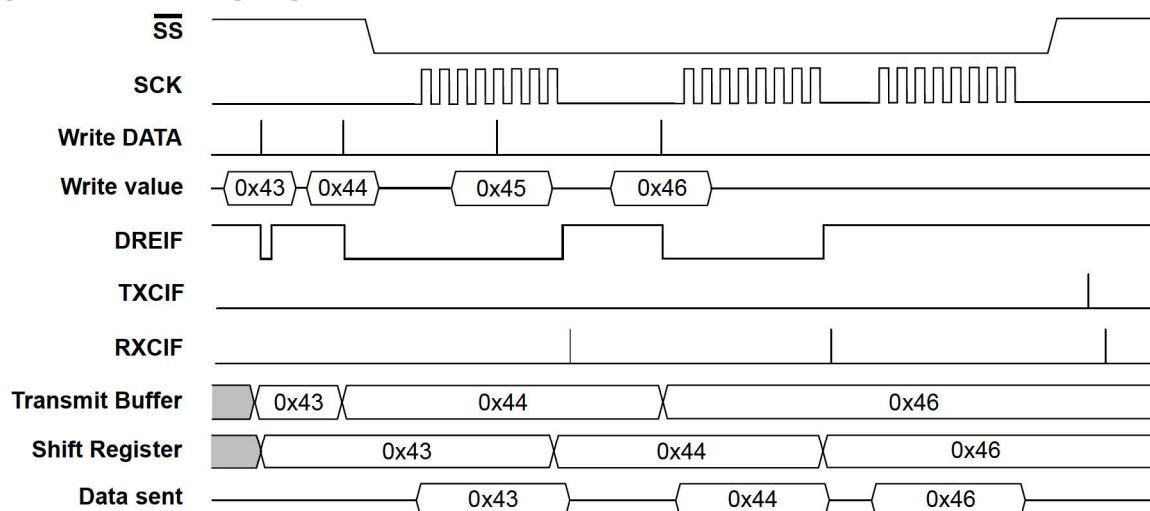 SS
SCK
Write DATA
Write value 0x43 0x44 0x45 0x46
DREIF
TXCIF
RXCIF
Transmit Buffer 0x43 0x44 0x46
Shift Register 0x43 0x44 0x46
Data sent 0x43 0x44 0x46